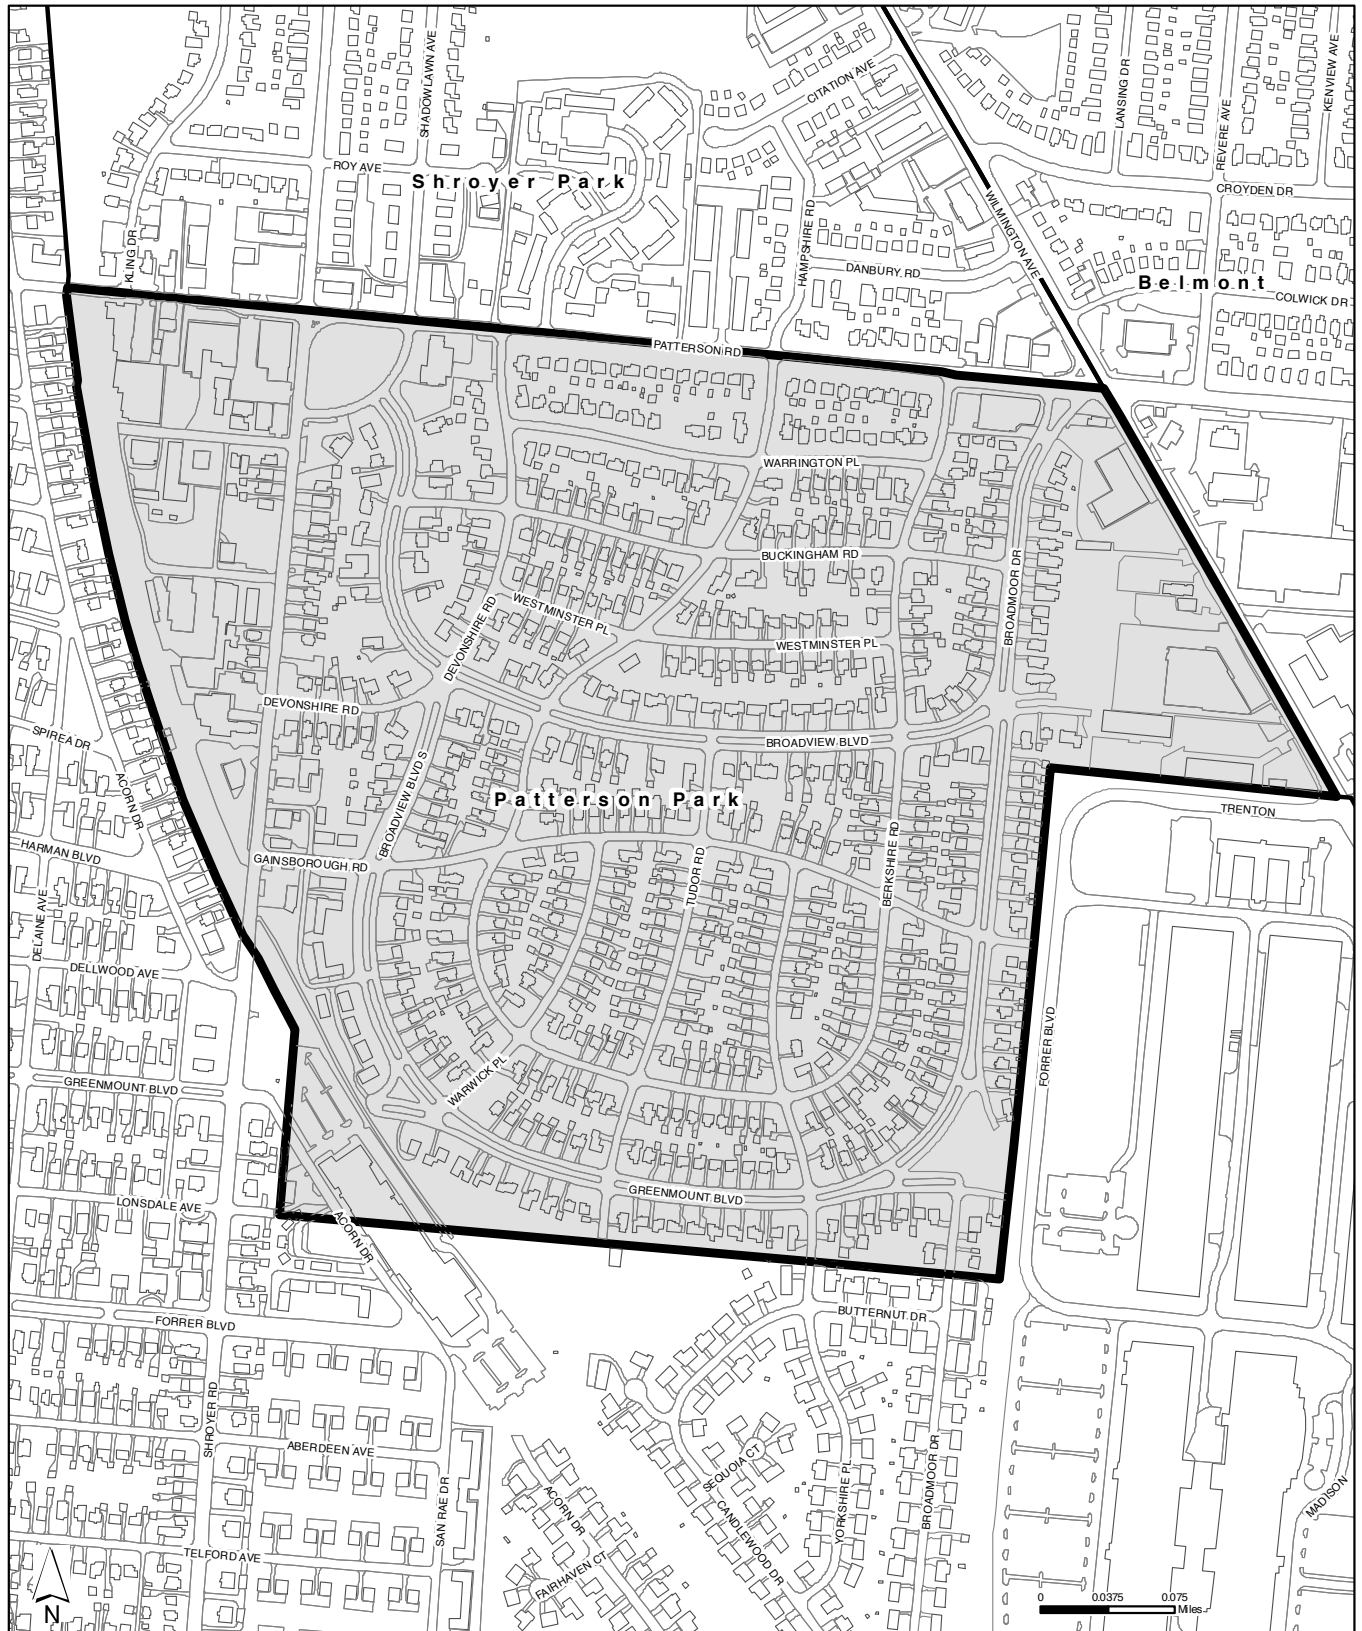 SHADOWLAWN AVE
CITATION AVE
LANSING DR
REVERE AVE
KENVIEW AVE
ROY AVE
Shroyer Park
CROYDEN DR
KLING DR
HAMPSHIRE RD
WILMINGTON AVE
DANBURY RD
Belmont
COLWICK DR
PATTERSON RD
WARRINGTON PL
BUCKINGHAM RD
BROADMOOR DR
WESTMINSTER PL
DEVONSHIRE RD
WESTMINSTER PL
DEVONSHIRE RD
SPIREA DR
BROADVIEW BLVD
ACORN DR
BROADVIEW BLVD S
Patterson Park
TRENTON
HARMAN BLVD
GAINSBOROUGH RD
TUDOR RD
BERKSHIRE RD
DELAINE AVE
DELLWOOD AVE
FORRER BLVD
GREENMOUNT BLVD
WARWICK PL
GREENMOUNT BLVD
LONSDALE AVE
ACORN DR
FORRER BLVD
BUTTERNUT DR
SHROYER RD
ABERDEEN AVE
SEQUOIA CT
SAN RAE DR
ACORN DR
CANDLEWOOD DR
YORKSHIRE PL
BROADMOOR DR
MADISON
TELFORD AVE
FAIRHAVEN CT
N
0 0.0375 0.075
Miles